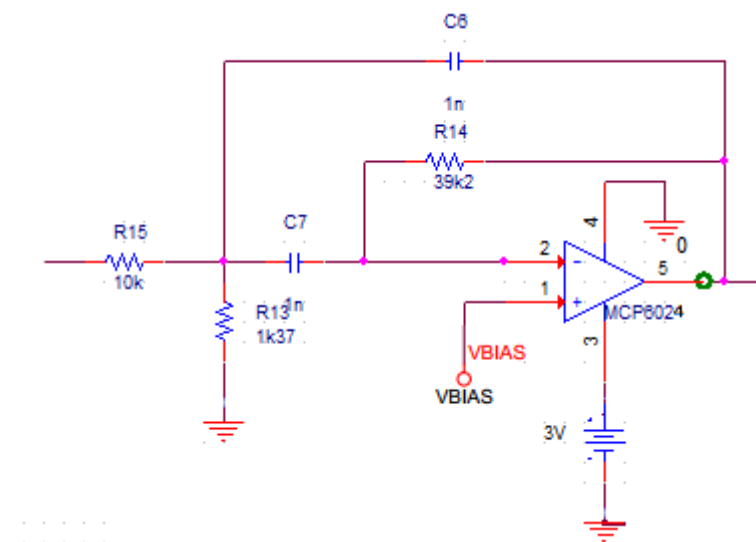 C6
1n
R14
39k2
R15
10k
C7
1n
R13
1k37
2
-
1
+
4
0
5
MCP6024
3
VBIAS
VBIAS
3V